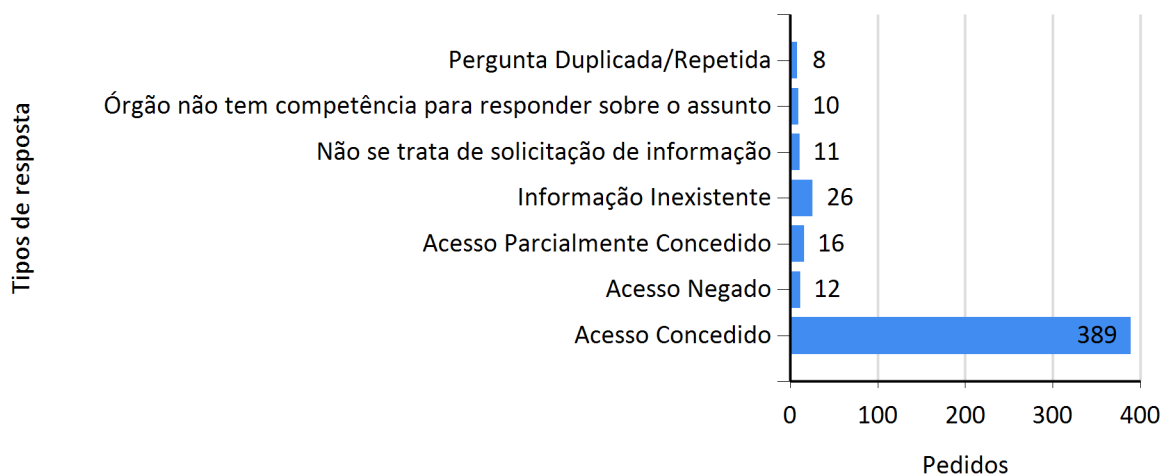 Tipos de resposta
Pergunta Duplicada/Repetida 8
Órgão não tem competência para responder sobre o assunto 10
Não se trata de solicitação de informação 11
Informação Inexistente 26
Acesso Parcialmente Concedido 16
Acesso Negado 12
Acesso Concedido 389
0 100 200 300 400
Pedidos